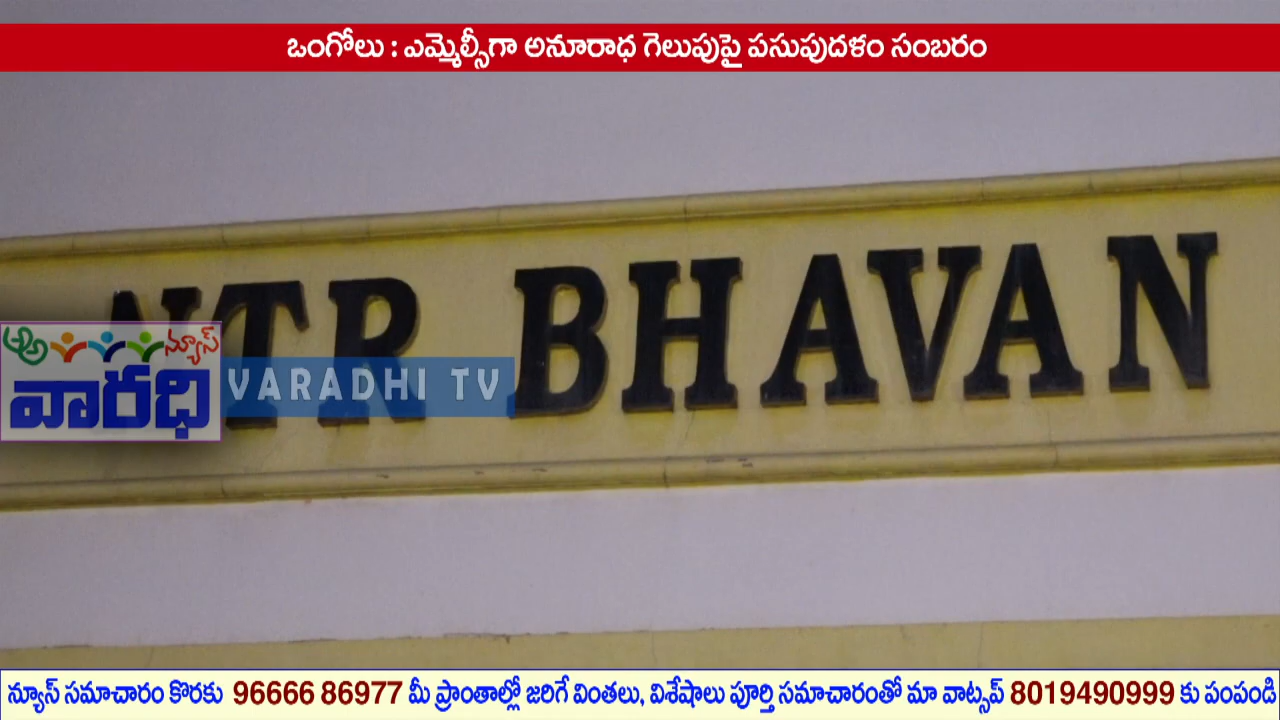 ఒంగోలు : ఎమ్మెల్సీగా అనూరాధ గెలుపుపై పసుపుదళం సంబరం
NTR BHAVAN
అఆ న్యూస్
వారధి
VARADHI TV
న్యూస్ సమాచారం కొరకు 96666 86977 మీ ప్రాంతాల్లో జరిగే వింతలు, విశేషాలు పూర్తి సమాచారంతో మా వాట్సప్ 8019490999 కు పంపండి